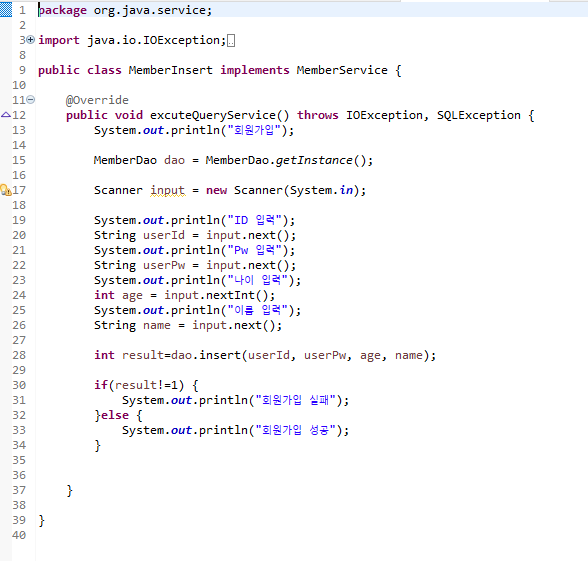 1 package org.java.service;
2
3 import java.io.IOException;
8
9 public class MemberInsert implements MemberService {
10
11 @Override
12 public void excuteQueryService() throws IOException, SQLException {
13 System.out.println("회원가입");
14
15 MemberDao dao = MemberDao.getInstance();
16
17 Scanner input = new Scanner(System.in);
18
19 System.out.println("ID 입력");
20 String userId = input.next();
21 System.out.println("Pw 입력");
22 String userPw = input.next();
23 System.out.println("나이 입력");
24 int age = input.nextInt();
25 System.out.println("이름 입력");
26 String name = input.next();
27
28 int result=dao.insert(userId, userPw, age, name);
29
30 if(result!=1) {
31 System.out.println("회원가입 실패");
32 }else {
33 System.out.println("회원가입 성공");
34 }
35
36
37 }
38
39 }
40